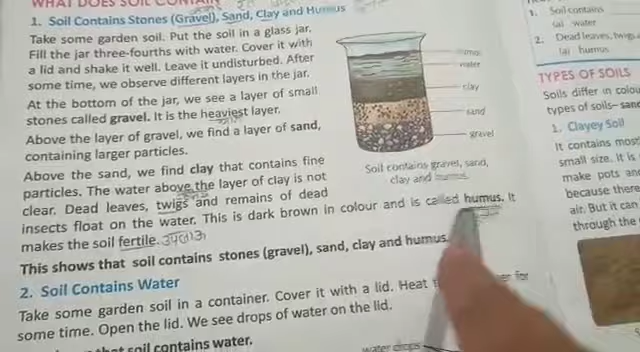 WHAT DOES SOIL CONTAIN
1. Soil Contains Stones (Gravel), Sand, Clay and Humus
Take some garden soil. Put the soil in a glass jar.
Fill the jar three-fourths with water. Cover it with
a lid and shake it well. Leave it undisturbed. After
some time, we observe different layers in the jar.
At the bottom of the jar, we see a layer of small
stones called gravel. It is the heaviest layer.
Above the layer of gravel, we find a layer of sand,
containing larger particles.
Above the sand, we find clay that contains fine
particles. The water above the layer of clay is not
clear. Dead leaves, twigs and remains of dead
insects float on the water. This is dark brown in colour and is called humus. It
makes the soil fertile. उपजाऊ
This shows that soil contains stones (gravel), sand, clay and humus.
2. Soil Contains Water
Take some garden soil in a container. Cover it with a lid. Heat for
some time. Open the lid. We see drops of water on the lid.
that soil contains water.
humus
water
clay
sand
gravel
Soil contains gravel, sand,
clay and humus.
water drops
1. Soil contains
(a) water
2. Dead leaves, twigs
(a) humus
TYPES OF SOILS
Soils differ in colou
types of soils–
1. Clayey Soil
It contains most
small size. It is
make pots an
because there
air. But it can
through the